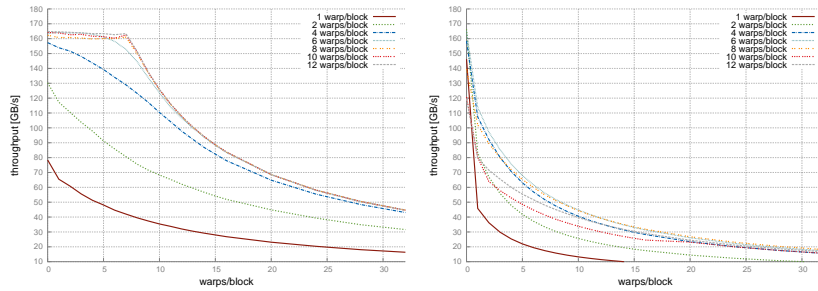 180
170
160
150
140
130
120
110
100
90
80
70
60
50
40
30
20
10
0
5
10
15
20
25
30
throughput [GB/s]
warps/block
1 warp/block
2 warps/block
4 warps/block
6 warps/block
8 warps/block
10 warps/block
12 warps/block
180
170
160
150
140
130
120
110
100
90
80
70
60
50
40
30
20
10
0
5
10
15
20
25
30
throughput [GB/s]
warps/block
1 warp/block
2 warps/block
4 warps/block
6 warps/block
8 warps/block
10 warps/block
12 warps/block